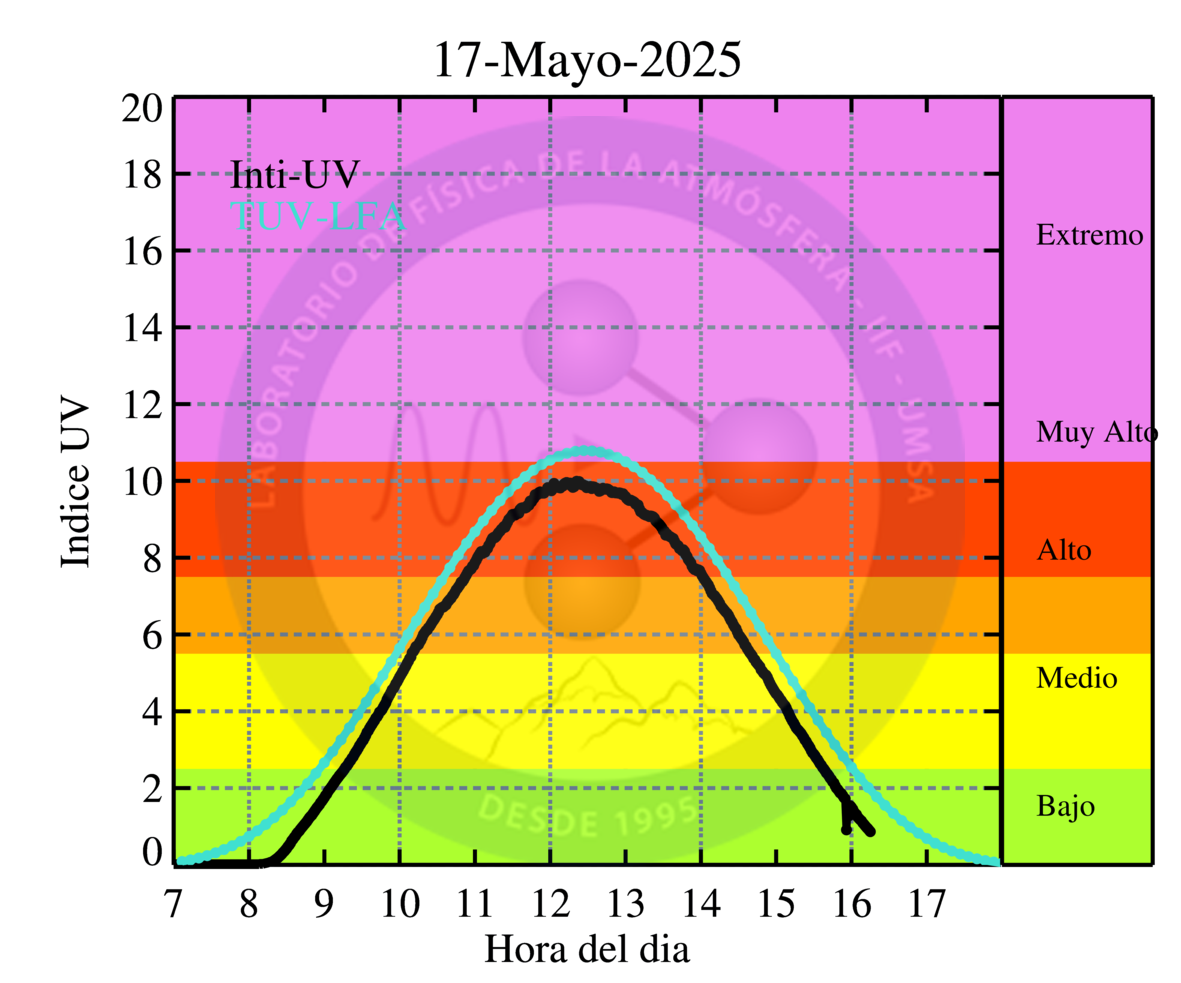 17-Mayo-2025
Indice UV
20
18
16
14
12
10
8
6
4
2
0
Inti-UV
TUV-LFA
LABORATORIO DE FÍSICA DE LA ATMÓSFERA - IIF - UMSA
DESDE 1995
Extremo
Muy Alto
Alto
Medio
Bajo
7 8 9 10 11 12 13 14 15 16 17
Hora del dia